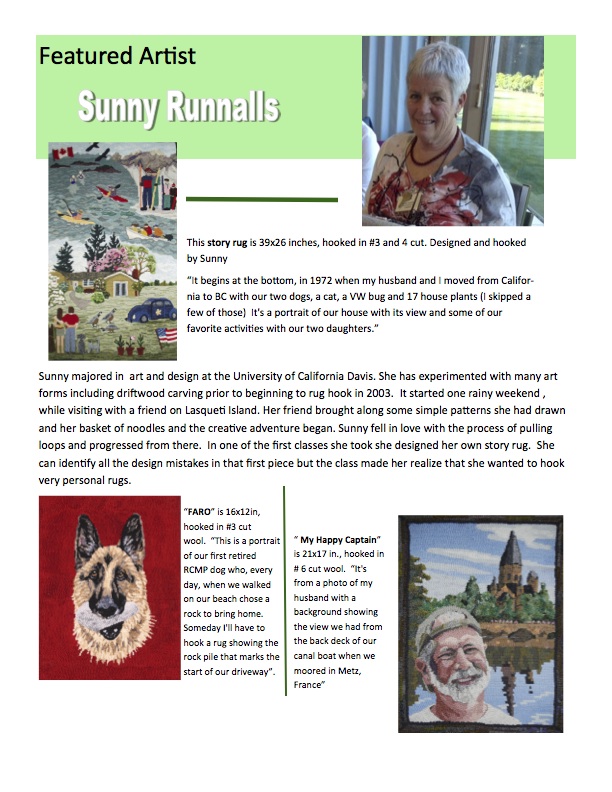 Featured Artist
Sunny Runnalls
This story rug is 39x26 inches, hooked in #3 and 4 cut. Designed and hooked
by Sunny
“It begins at the bottom, in 1972 when my husband and I moved from Califor-
nia to BC with our two dogs, a cat, a VW bug and 17 house plants (I skipped a
few of those)  It's a portrait of our house with its view and some of our
favorite activities with our two daughters.”
Sunny majored in  art and design at the University of California Davis. She has experimented with many art
forms including driftwood carving prior to beginning to rug hook in 2003.  It started one rainy weekend ,
while visiting with a friend on Lasqueti Island. Her friend brought along some simple patterns she had drawn
and her basket of noodles and the creative adventure began. Sunny fell in love with the process of pulling
loops and progressed from there.  In one of the first classes she took she designed her own story rug.  She
can identify all the design mistakes in that first piece but the class made her realize that she wanted to hook
very personal rugs.
“FARO” is 16x12in,
hooked in #3 cut
wool.  “This is a portrait
of our first retired
RCMP dog who, every
day, when we walked
on our beach chose a
rock to bring home.
Someday I'll have to
hook a rug showing the
rock pile that marks the
start of our driveway”.
“ My Happy Captain”
is 21x17 in., hooked in
# 6 cut wool.  “It's
from a photo of my
husband with a
background showing
the view we had from
the back deck of our
canal boat when we
moored in Metz,
France”